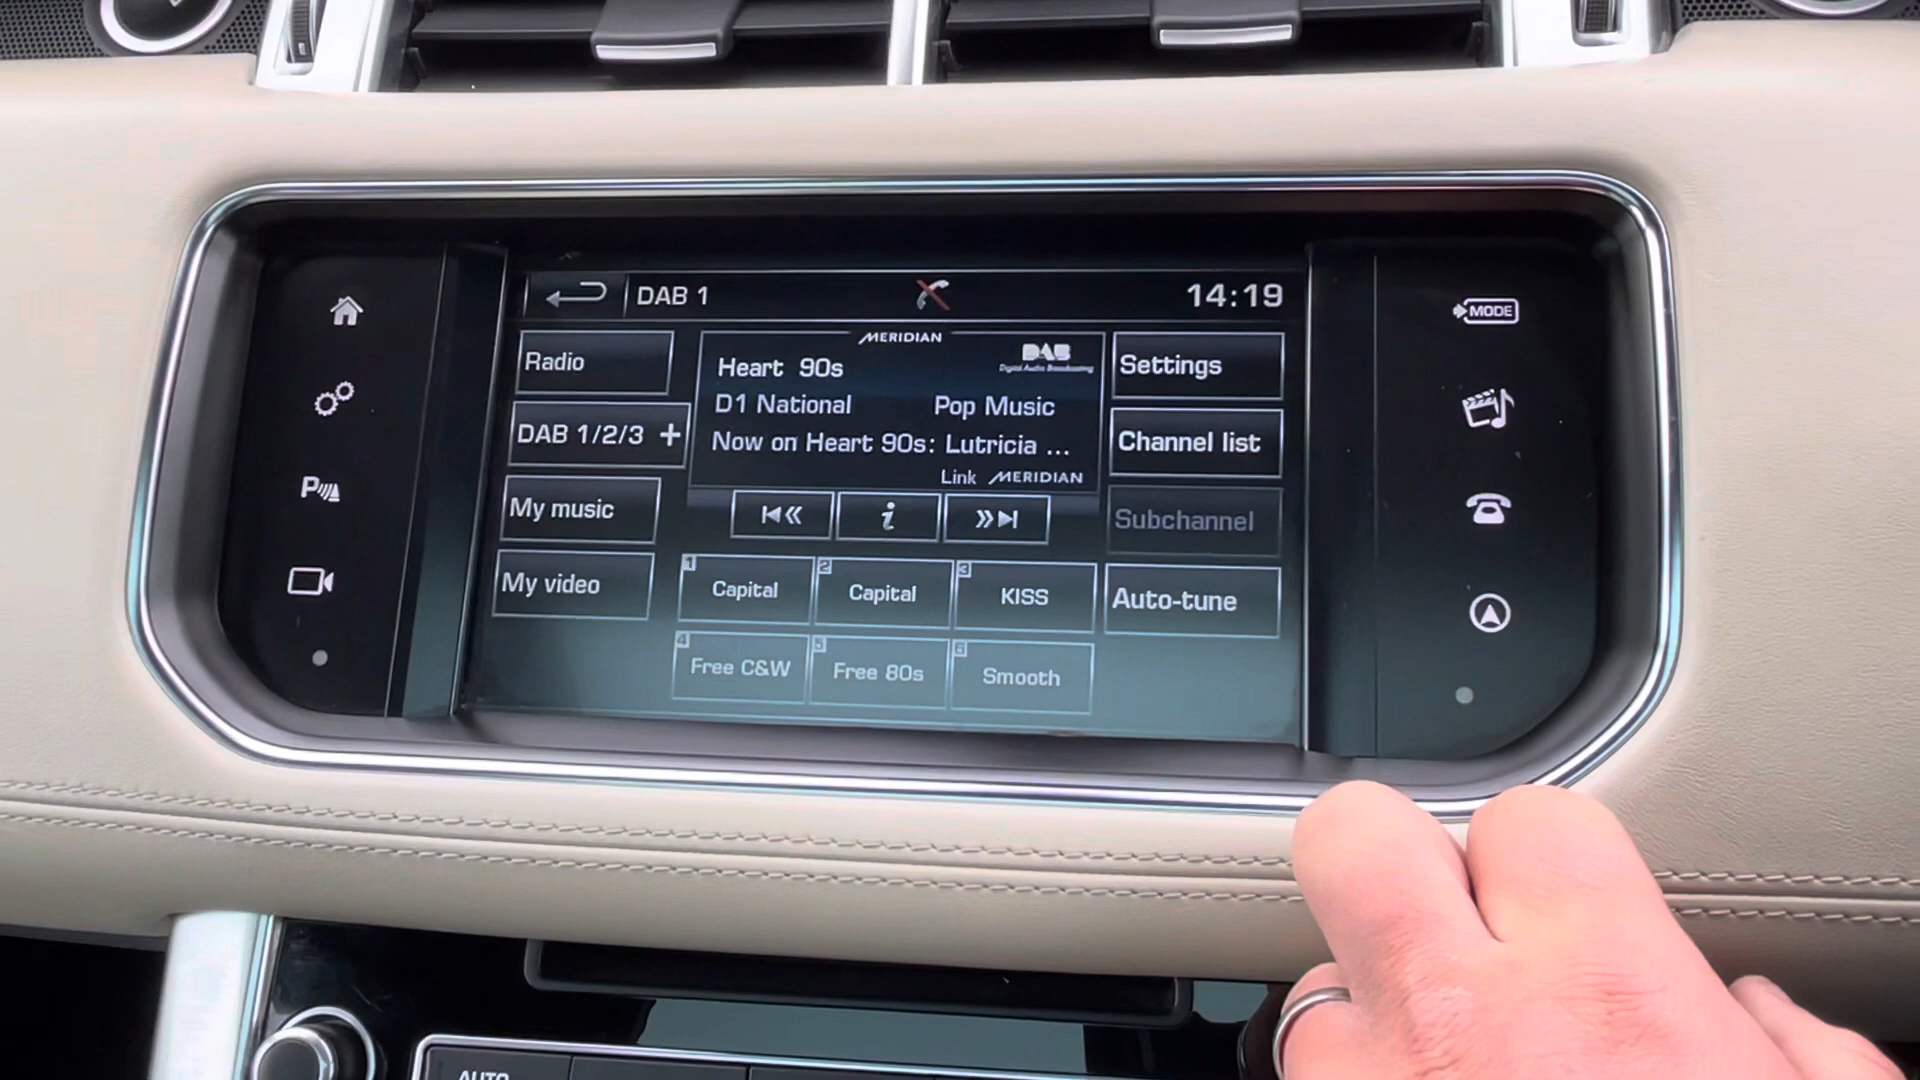 DAB 1
14:19
MODE
Radio
DAB 1/2/3 +
My music
My video
MERIDIAN
Heart 90s
DAB
Digital Audio Broadcasting
D1 National
Pop Music
Now on Heart 90s: Lutricia ...
Link MERIDIAN
i
Settings
Channel list
Subchannel
Auto-tune
1 Capital
2 Capital
3 KISS
4 Free C&W
5 Free 80s
6 Smooth
P
AUTO